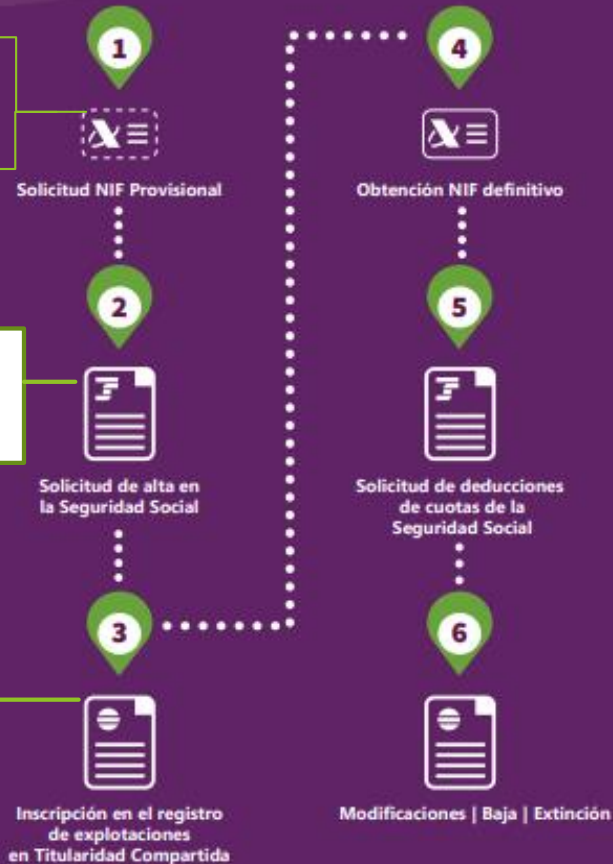 1
Solicitud NIF Provisional
2
Solicitud de alta en
la Seguridad Social
3
Inscripción en el registro
de explotaciones
en Titularidad Compartida
4
Obtención NIF definitivo
5
Solicitud de deducciones
de cuotas de la
Seguridad Social
6
Modificaciones | Baja | Extinción